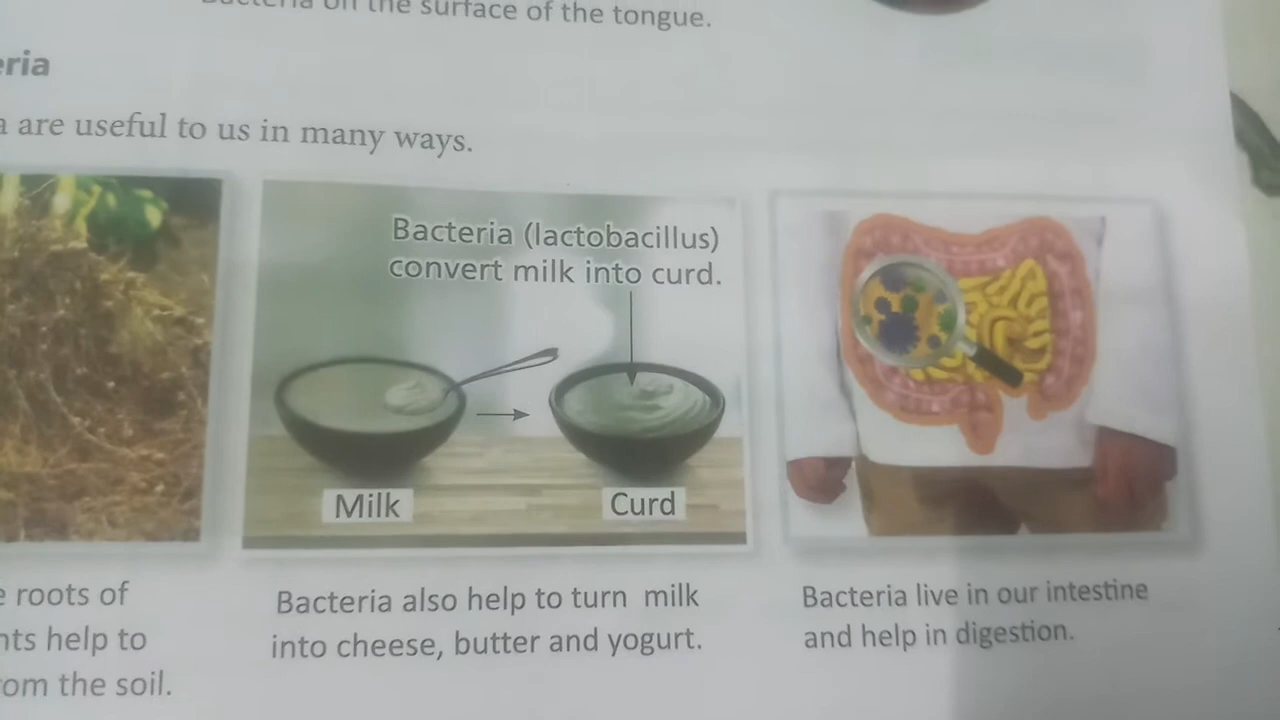 Bacteria on the surface of the tongue.
eria
a are useful to us in many ways.
Bacteria (lactobacillus)
convert milk into curd.
Milk
Curd
e roots of
nts help to
rom the soil.
Bacteria also help to turn milk
into cheese, butter and yogurt.
Bacteria live in our intestine
and help in digestion.